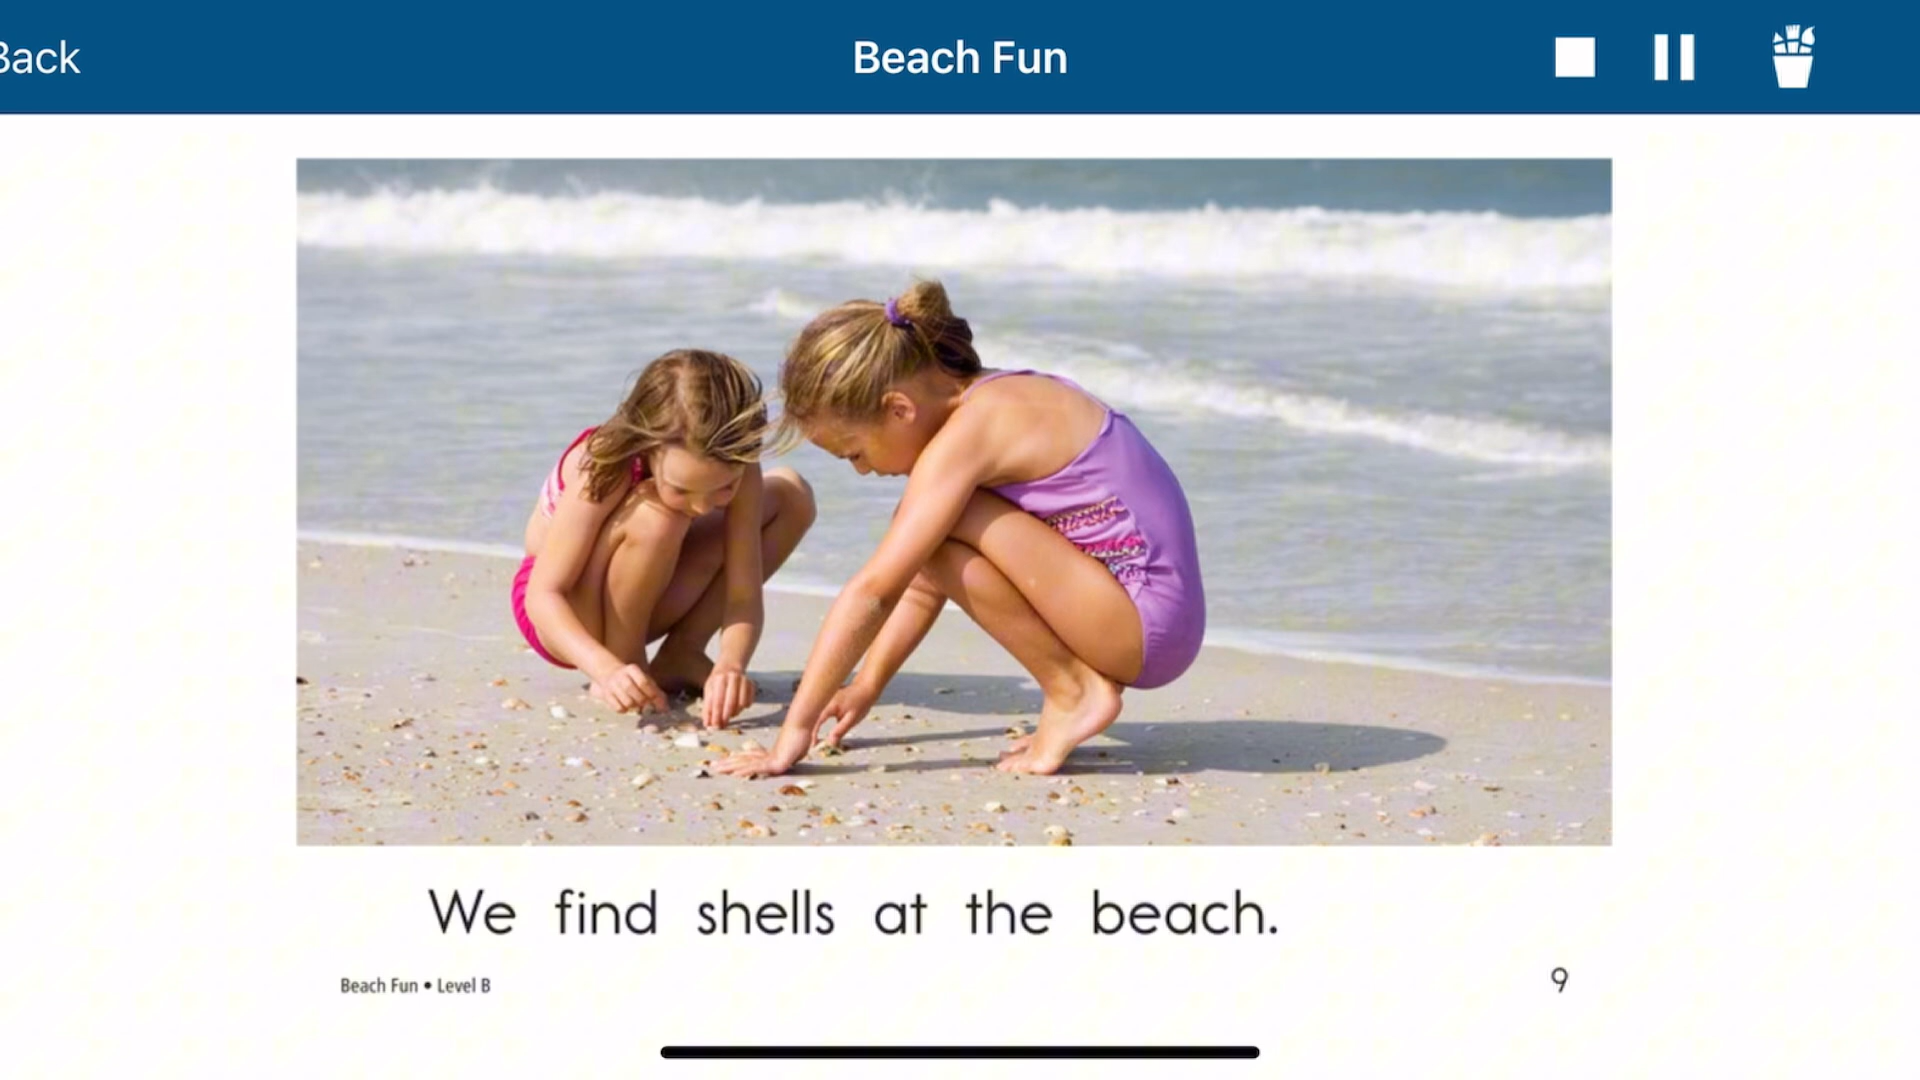 Back
Beach Fun
We find shells at the beach.
Beach Fun • Level B
9